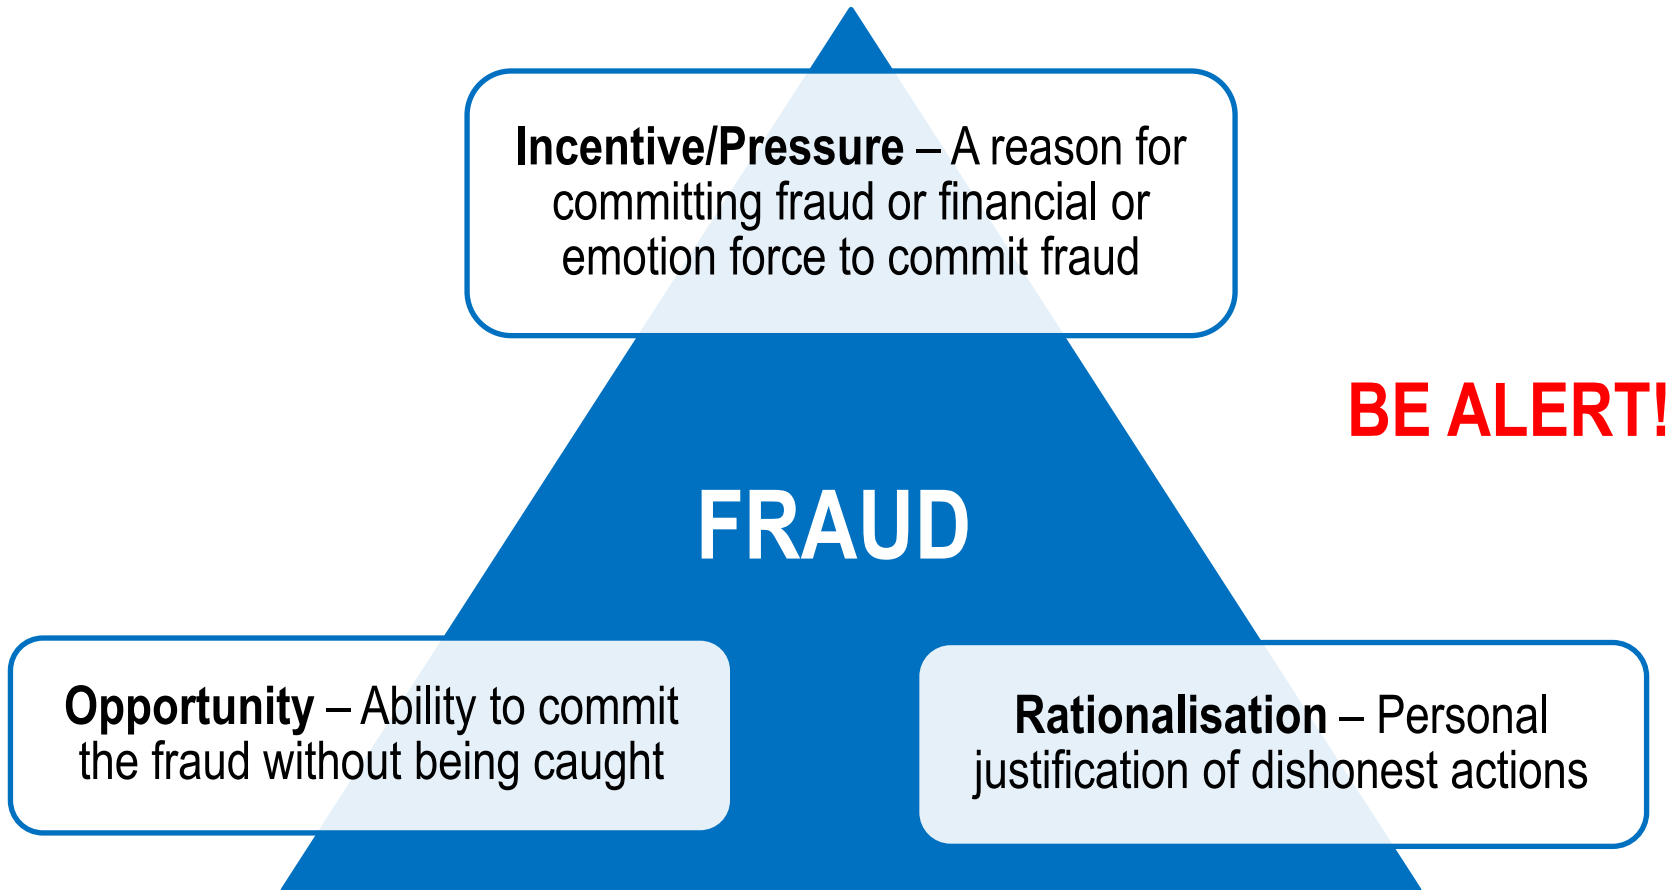 Incentive/Pressure – A reason for
committing fraud or financial or
emotion force to commit fraud
BE ALERT!
FRAUD
Opportunity – Ability to commit
the fraud without being caught
Rationalisation – Personal
justification of dishonest actions